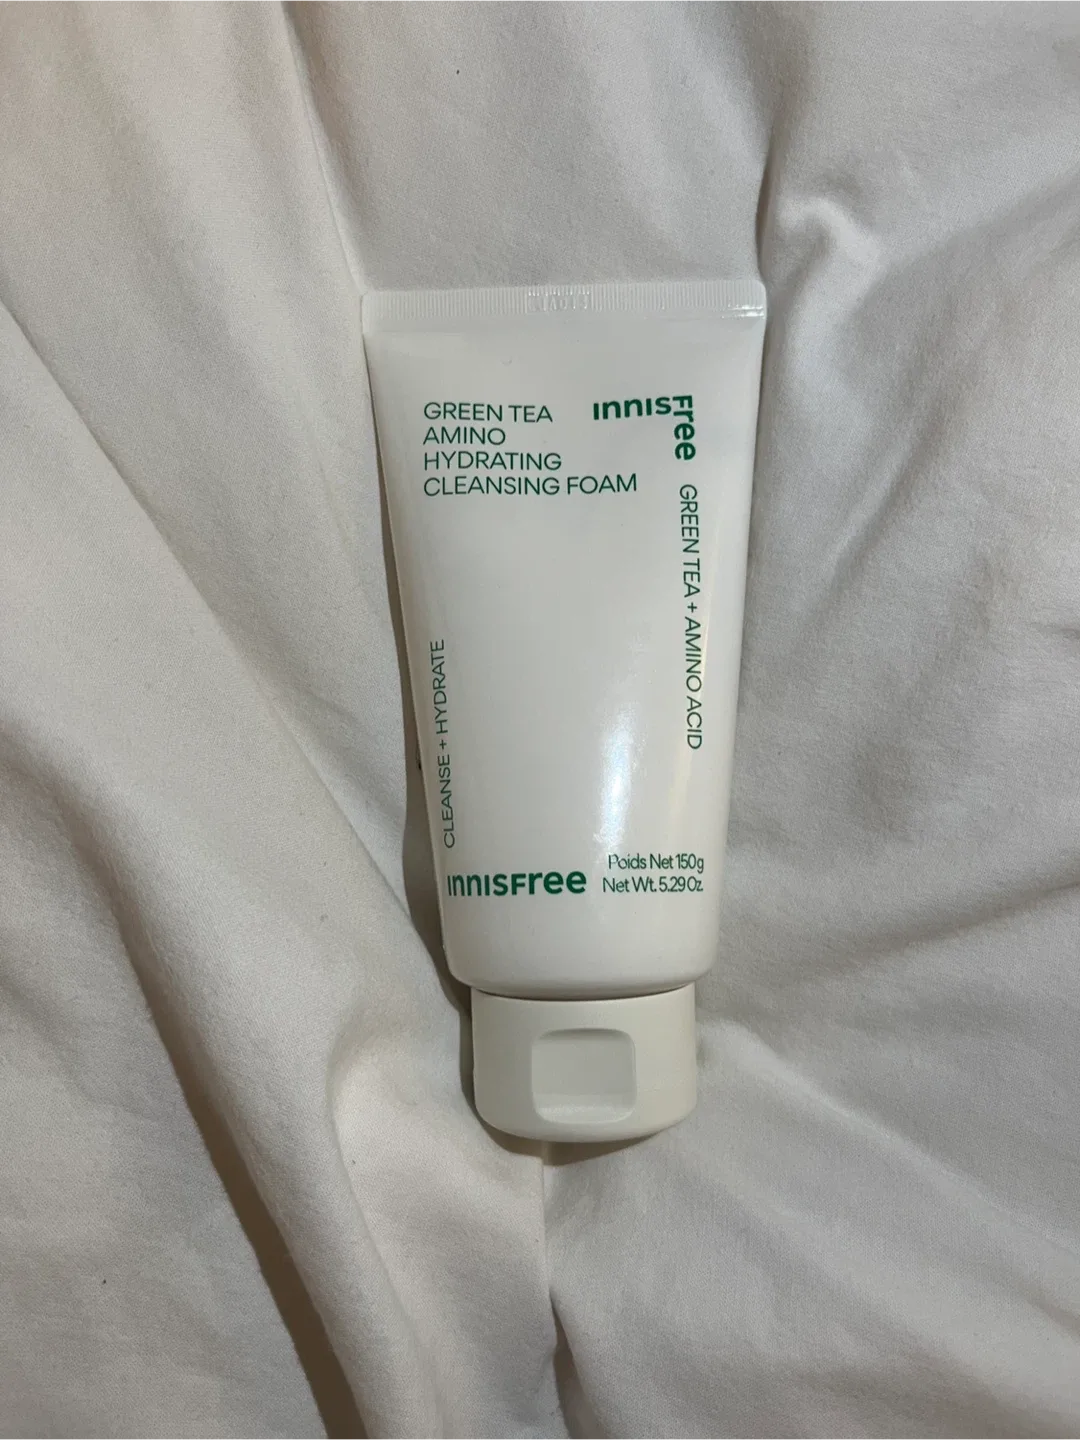 GREEN TEA
AMINO
HYDRATING
CLEANSING FOAM
innisfree
GREEN TEA + AMINO ACID
CLEANSE + HYDRATE
innisfree
Poids Net 150g
Net Wt. 5.29 Oz.